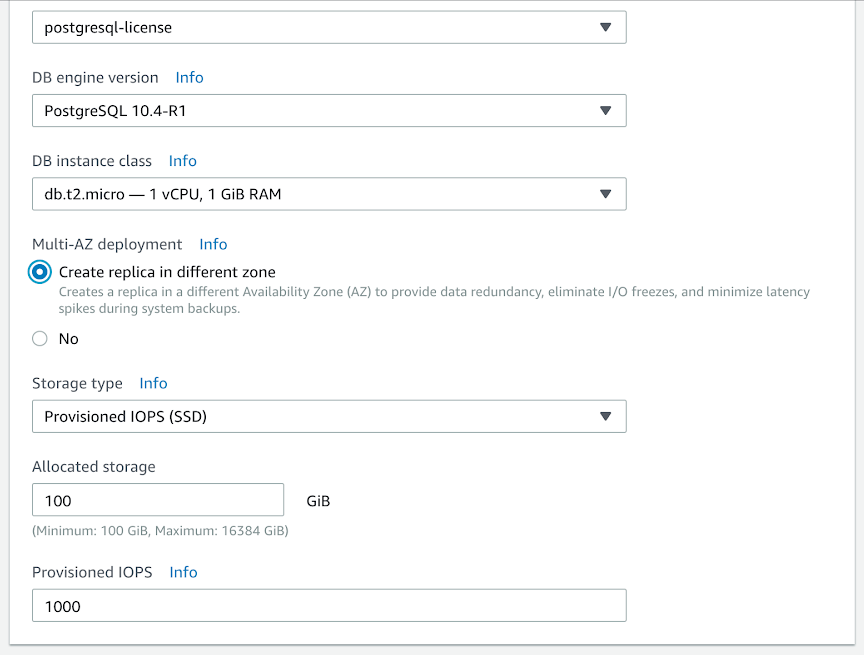 postgresql-license
DB engine version Info
PostgreSQL 10.4-R1
DB instance class Info
db.t2.micro — 1 vCPU, 1 GiB RAM
Multi-AZ deployment Info
Create replica in different zone
Creates a replica in a different Availability Zone (AZ) to provide data redundancy, eliminate I/O freezes, and minimize latency
spikes during system backups.
No
Storage type Info
Provisioned IOPS (SSD)
Allocated storage
100 GiB
(Minimum: 100 GiB, Maximum: 16384 GiB)
Provisioned IOPS Info
1000